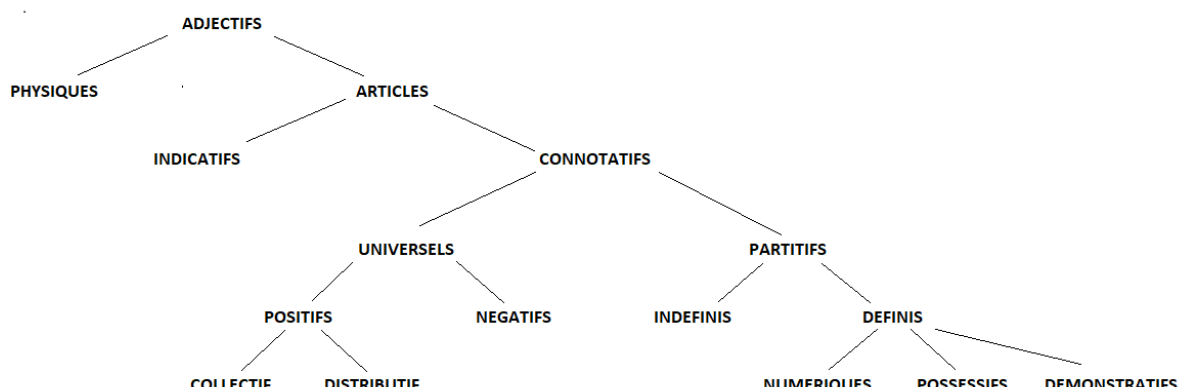 ADJECTIFS
PHYSIQUES ARTICLES
INDICATIFS CONNOTATIFS
UNIVERSELS PARTITIFS
POSITIFS NEGATIFS INDEFINIS DEFINIS
COLLECTIF DISTRIBUTIF NUMERIQUES POSSESSIFS DEMONSTRATIFS